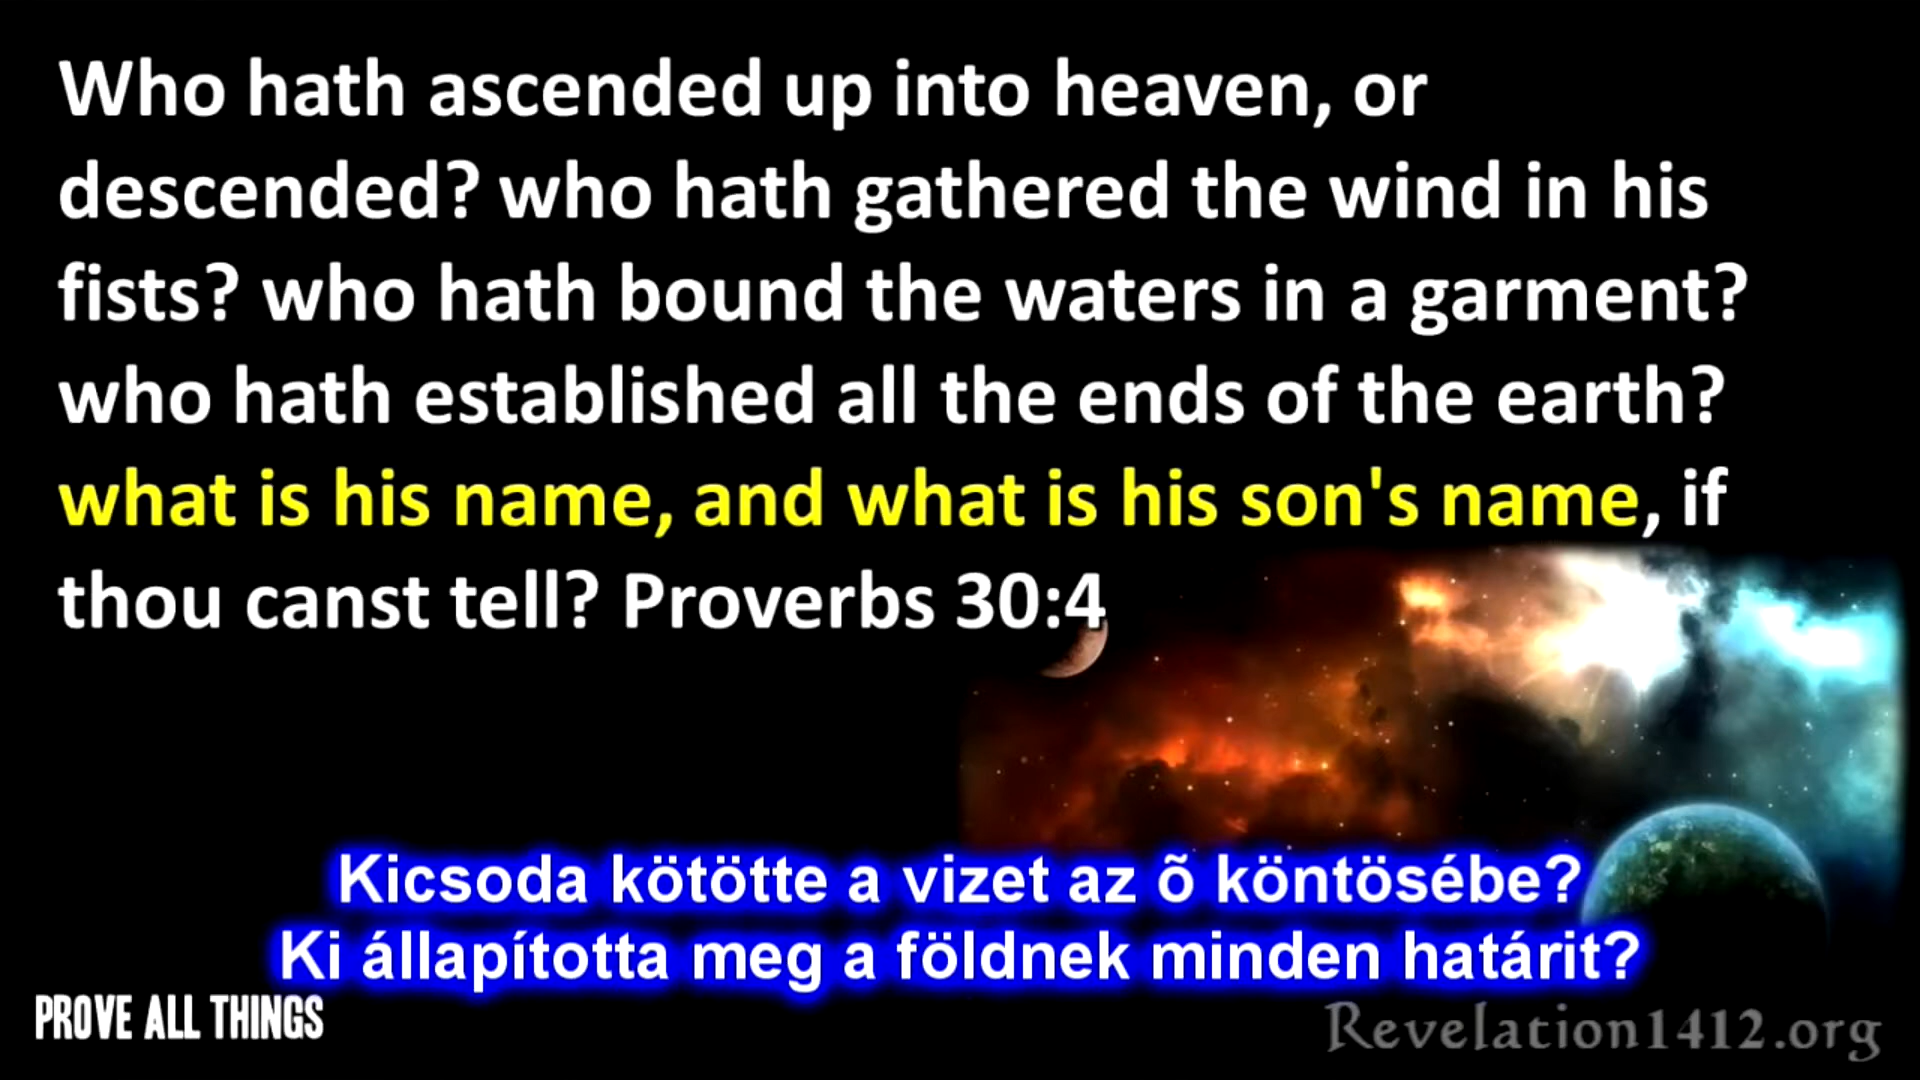 Who hath ascended up into heaven, or
descended? who hath gathered the wind in his
fists? who hath bound the waters in a garment?
who hath established all the ends of the earth?
what is his name, and what is his son's name, if
thou canst tell? Proverbs 30:4
Kicsoda kötötte a vizet az õ köntösébe?
Ki állapította meg a földnek minden határit?
PROVE ALL THINGS
Revelation1412.org